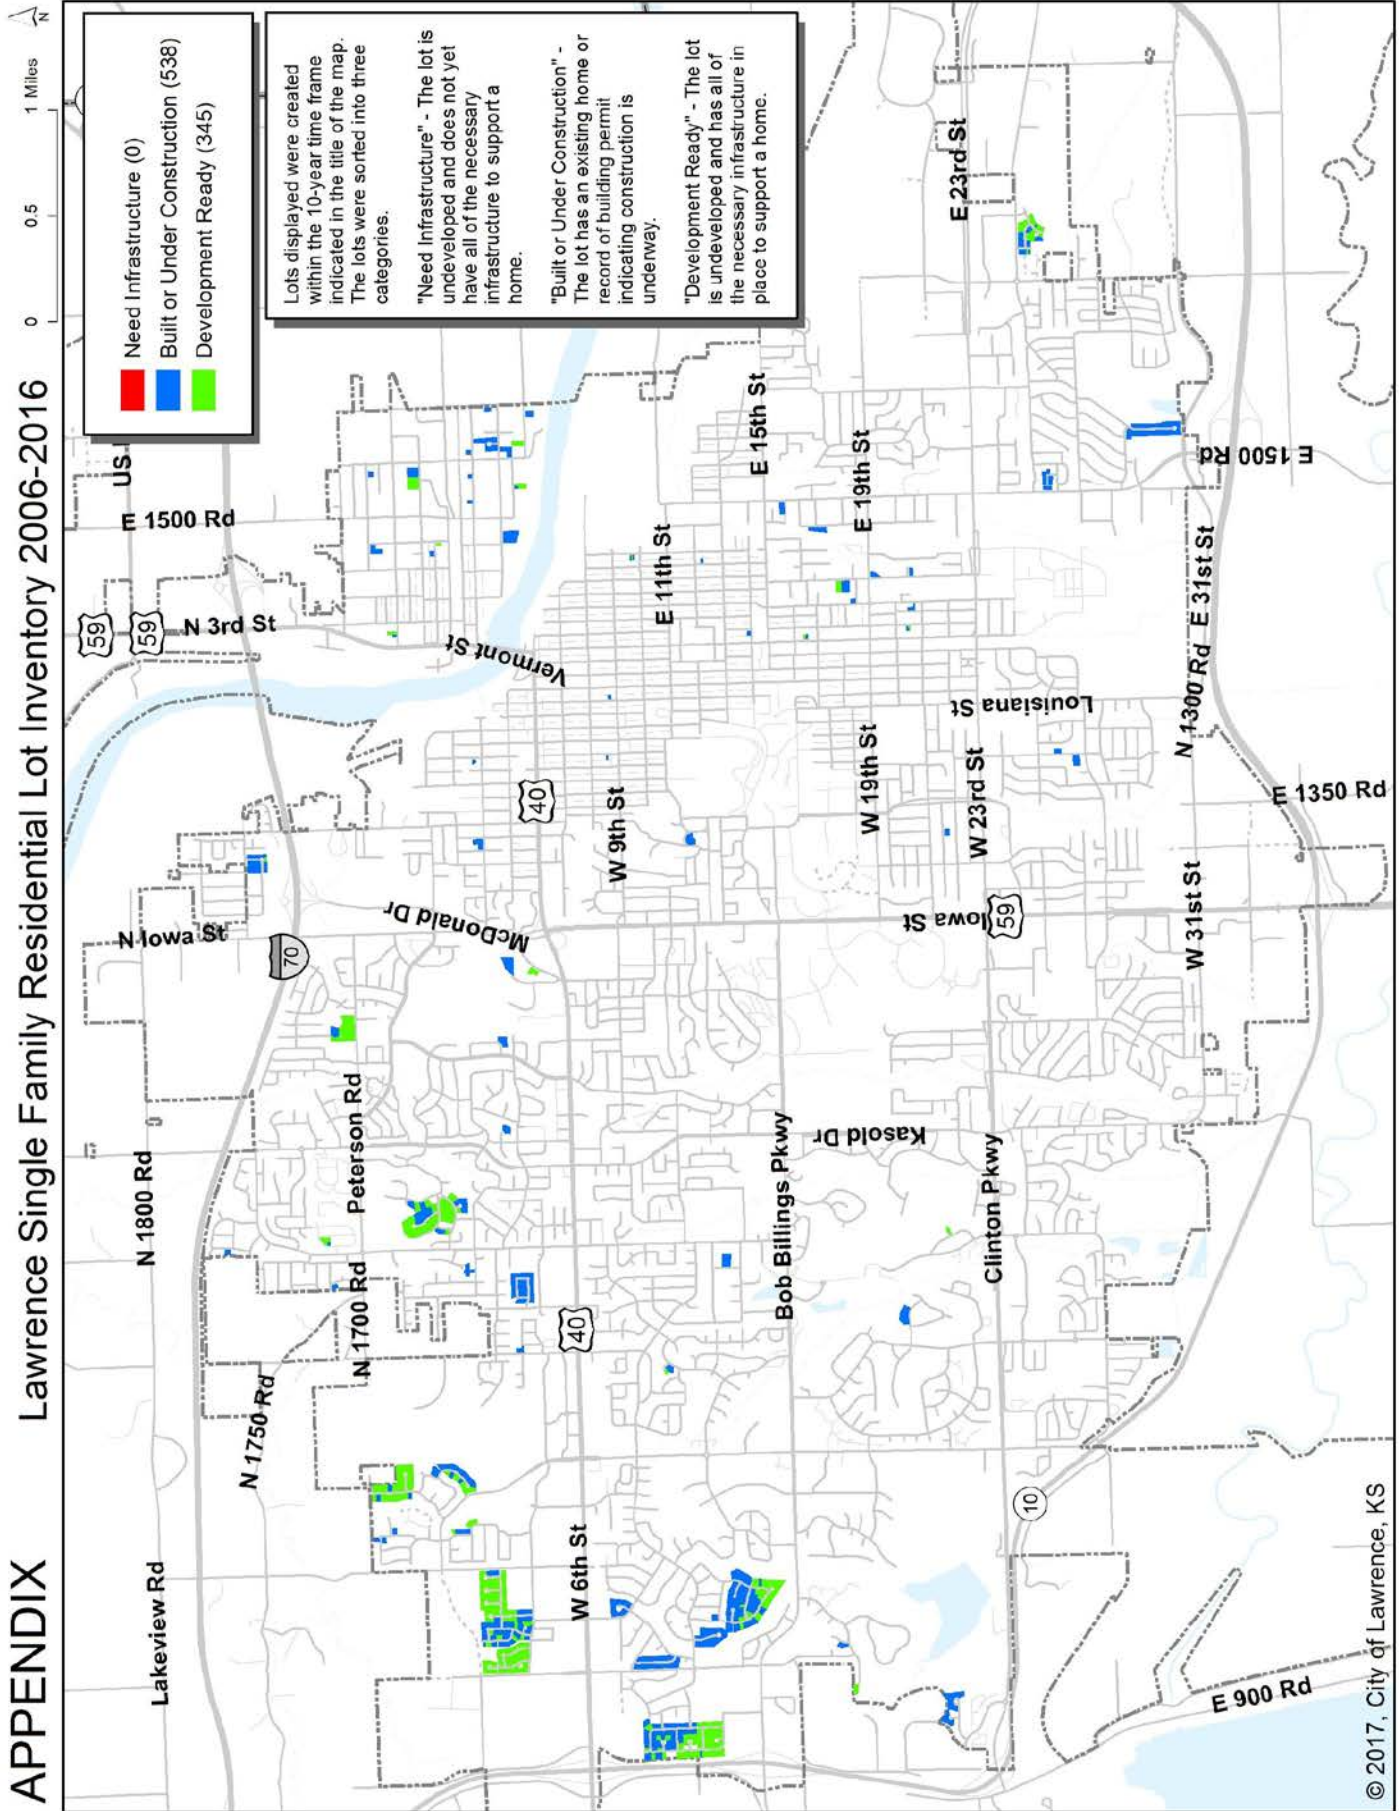 APPENDIX
Lawrence Single Family Residential Lot Inventory 2006-2016
0 0.5 1 Miles
N
Need Infrastructure (0)
Built or Under Construction (538)
Development Ready (345)
Lots displayed were created
within the 10-year time frame
indicated in the title of the map.
The lots were sorted into three
categories.
"Need Infrastructure" - The lot is
undeveloped and does not yet
have all of the necessary
infrastructure to support a
home.
"Built or Under Construction" -
The lot has an existing home or
record of building permit
indicating construction is
underway.
"Development Ready" - The lot
is undeveloped and has all of
the necessary infrastructure in
place to support a home.
US
E 1500 Rd
59
59
N 3rd St
Vermont St
N Iowa St
70
McDonald Dr
N 1800 Rd
Peterson Rd
N 1700 Rd
N 1750 Rd
Lakeview Rd
40
W 9th St
E 11th St
E 15th St
E 19th St
E 23rd St
40
W 6th St
Bob Billings Pkwy
Kasold Dr
Clinton Pkwy
Iowa St
59
W 19th St
W 23rd St
Louisiana St
W 31st St
N 1300 Rd
E 31st St
E 1500 Rd
E 1350 Rd
10
E 900 Rd
© 2017, City of Lawrence, KS